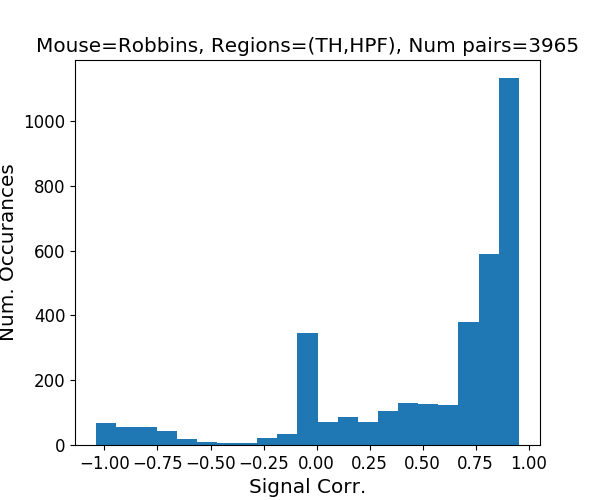 Mouse=Robbins, Regions=(TH,HPF), Num pairs=3965
Num. Occurances
1000
800
600
400
200
0
−1.00 −0.75 −0.50 −0.25 0.00 0.25 0.50 0.75 1.00
Signal Corr.